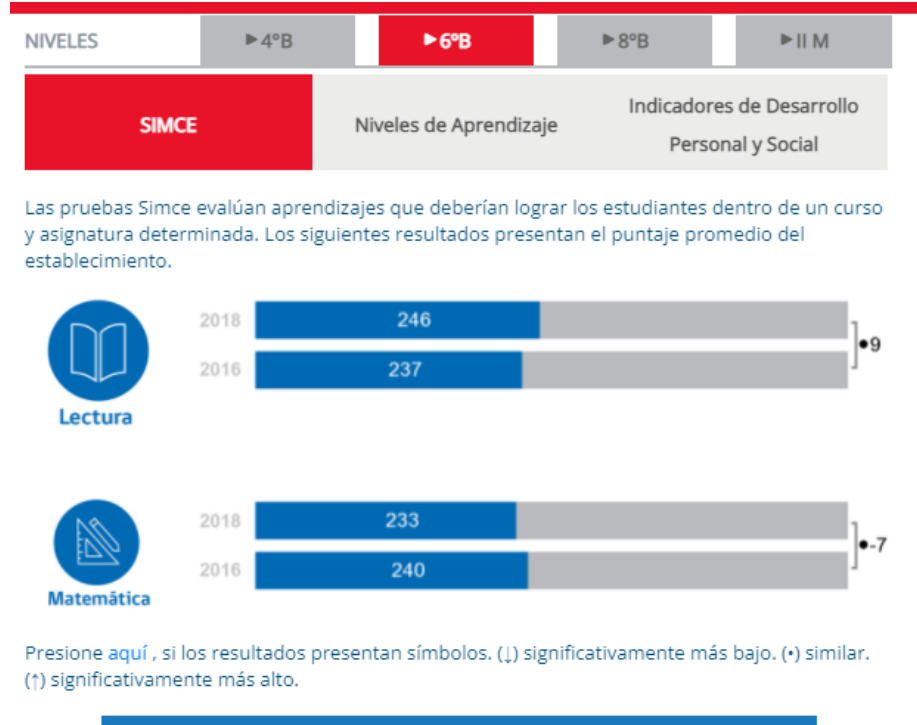 NIVELES ▶4°B ▶6°B ▶8°B ▶II M
SIMCE
Niveles de Aprendizaje
Indicadores de Desarrollo
Personal y Social
Las pruebas Simce evalúan aprendizajes que deberían lograr los estudiantes dentro de un curso
y asignatura determinada. Los siguientes resultados presentan el puntaje promedio del
establecimiento.
2018 246
2016 237
•9
Lectura
2018 233
2016 240
•-7
Matemática
Presione aquí , si los resultados presentan símbolos. (↓) significativamente más bajo. (•) similar.
(↑) significativamente más alto.